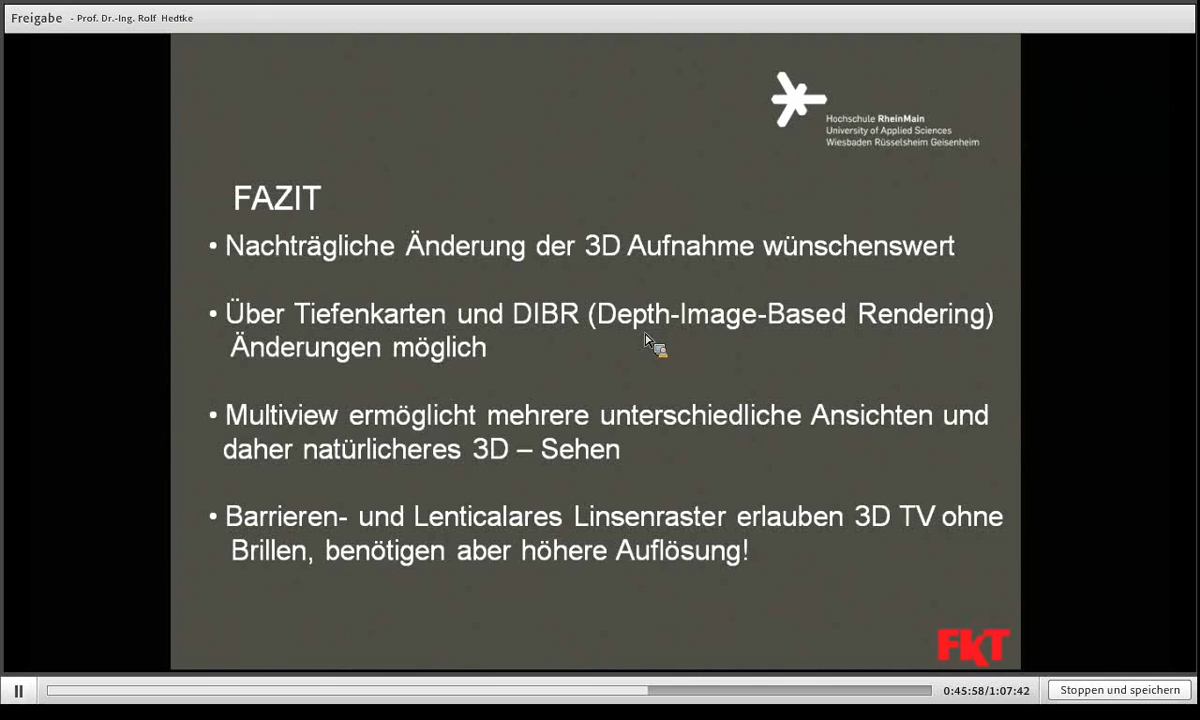 Freigabe - Prof. Dr.-Ing. Rolf Hedtke
Hochschule RheinMain
University of Applied Sciences
Wiesbaden Rüsselsheim Geisenheim
FAZIT
• Nachträgliche Änderung der 3D Aufnahme wünschenswert
• Über Tiefenkarten und DIBR (Depth-Image-Based Rendering)
Änderungen möglich
• Multiview ermöglicht mehrere unterschiedliche Ansichten und
daher natürlicheres 3D – Sehen
• Barrieren- und Lenticalares Linsenraster erlauben 3D TV ohne
Brillen, benötigen aber höhere Auflösung!
FKT
0:45:58/1:07:42
Stoppen und speichern